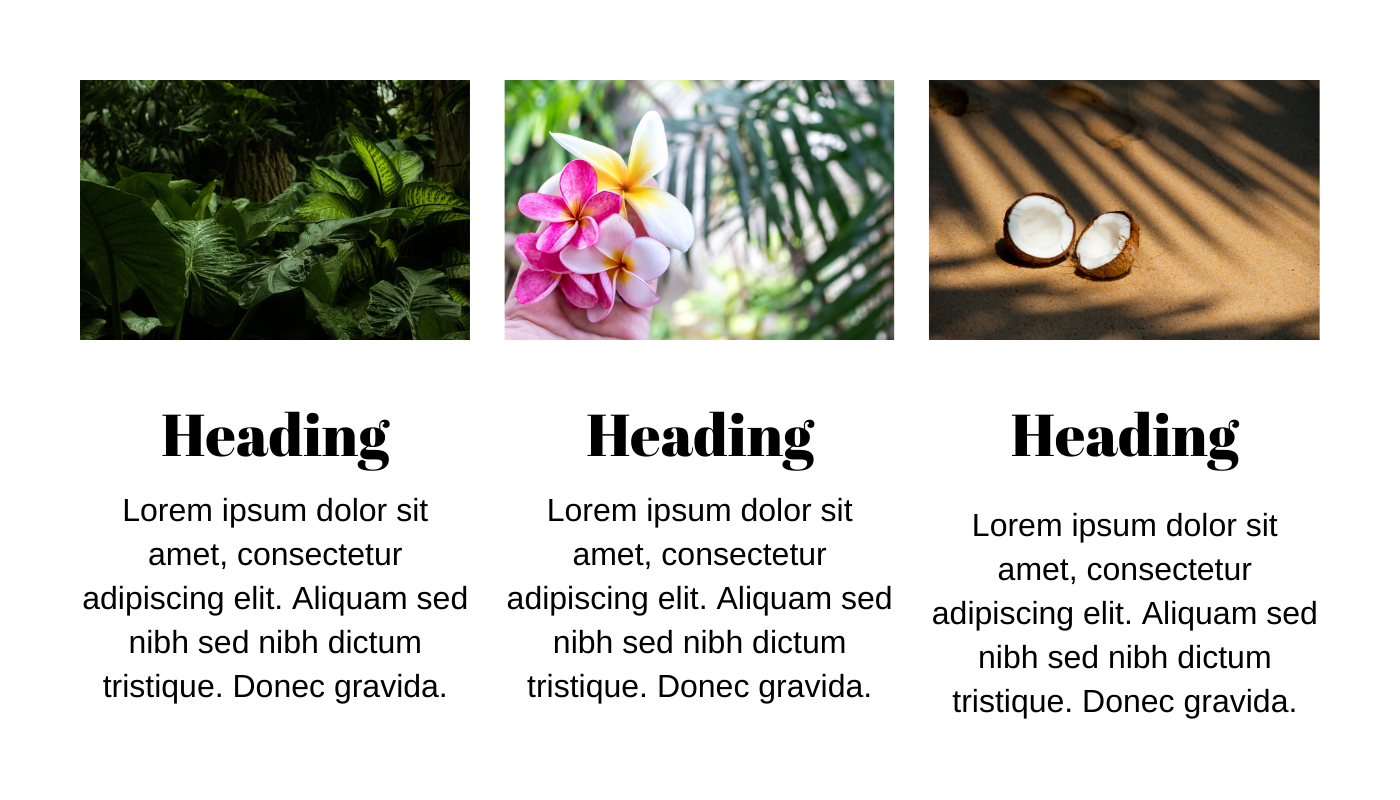 Heading
Lorem ipsum dolor sit
amet, consectetur
adipiscing elit. Aliquam sed
nibh sed nibh dictum
tristique. Donec gravida.
Heading
Lorem ipsum dolor sit
amet, consectetur
adipiscing elit. Aliquam sed
nibh sed nibh dictum
tristique. Donec gravida.
Heading
Lorem ipsum dolor sit
amet, consectetur
adipiscing elit. Aliquam sed
nibh sed nibh dictum
tristique. Donec gravida.